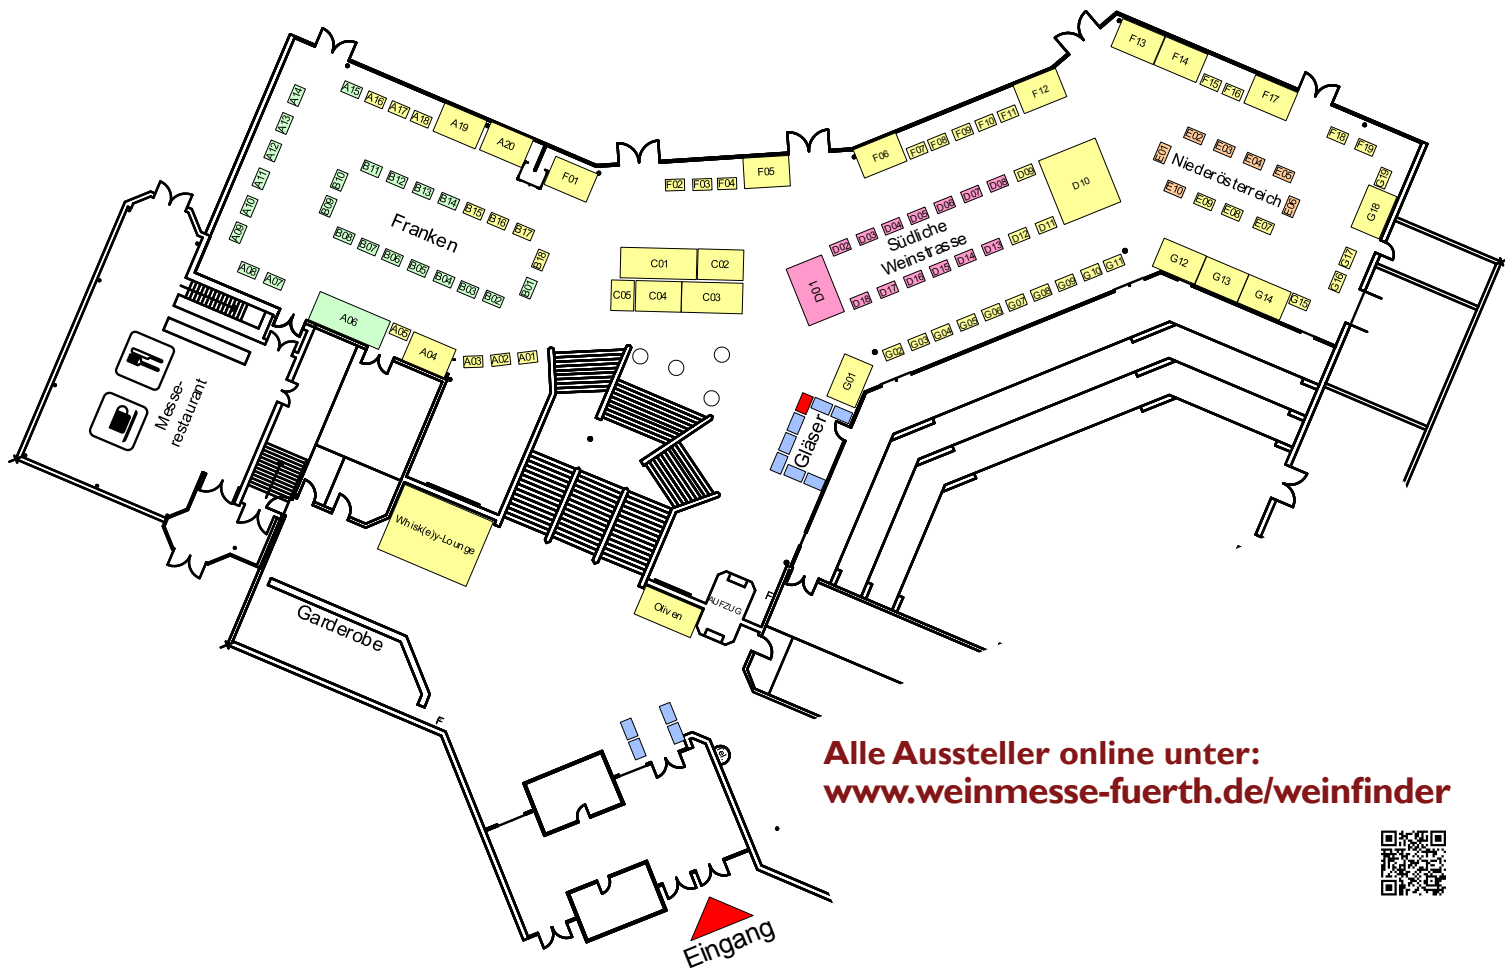 A15
A16
A17
A18
A19
A20
A14
A13
A12
A11
A10
A09
A08
A07
A06
A05
A04
A03
A02
A01
B11
B12
B13
B14
B15
B16
B17
B18
B10
B09
Franken
B08
B07
B06
B05
B04
B03
B02
B01
F01
F02
F03
F04
F05
C01
C02
C05
C04
C03
F06
F07
F08
F09
F10
F11
F12
D01
D02
D03
D04
D05
D06
D07
D08
D09
D10
Südliche
Weinstrasse
D18
D17
D16
D15
D14
D13
D12
D11
F13
F14
F15
F16
F17
F18
F19
E01
E02
E03
E04
E05
E06
Niederösterreich
E10
E09
E08
E07
G19
G18
G17
G16
G15
G14
G13
G12
G11
G10
G09
G08
G07
G06
G05
G04
G03
G02
G01
Gläser
Messe-
restaurant
Whisk(e)y-Lounge
Oliven
AUFZUG
F
Garderobe
F
Tel.
Alle Aussteller online unter:
www.weinmesse-fuerth.de/weinfinder
Eingang